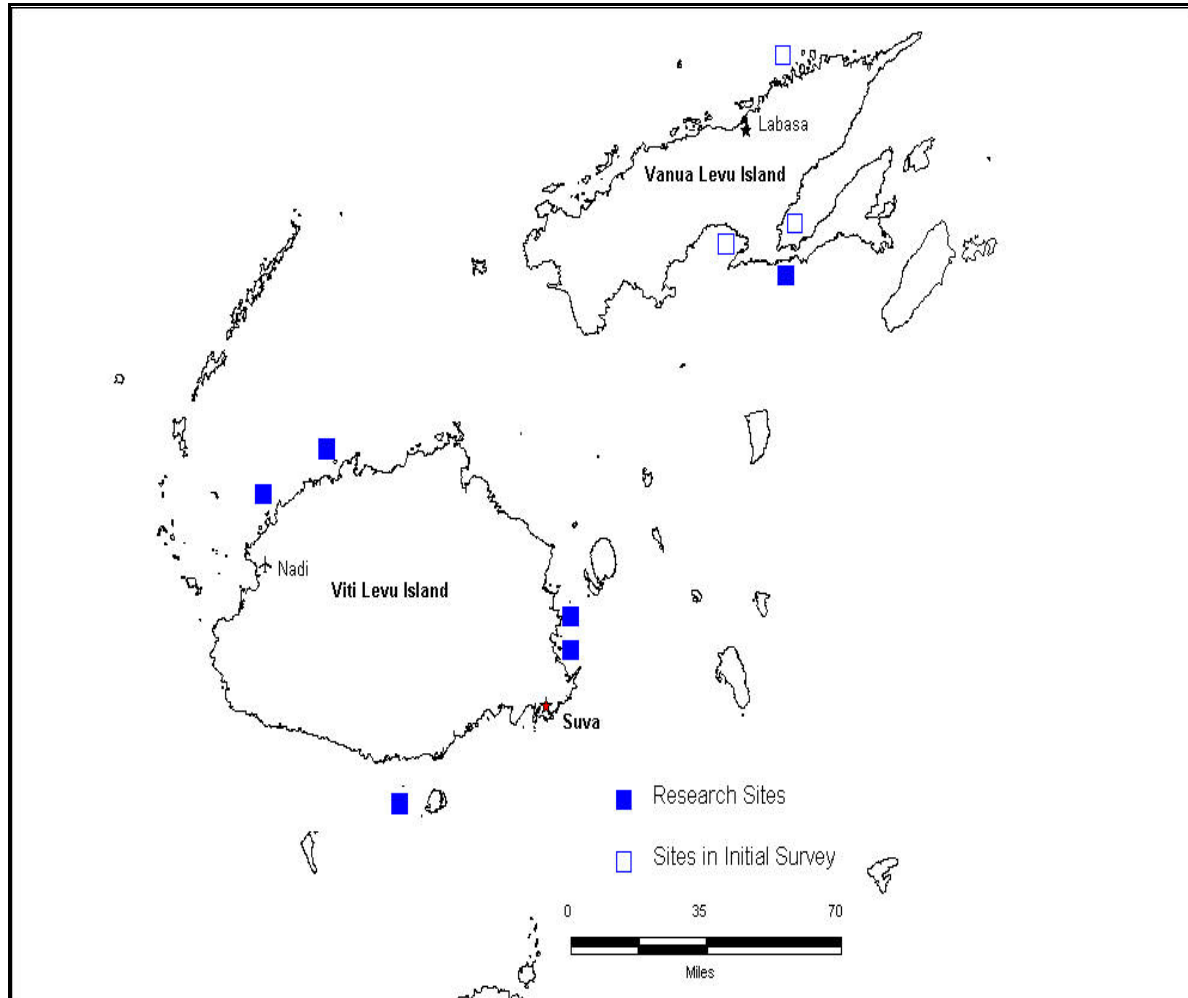 Labasa
Vanua Levu Island
Nadi
Viti Levu Island
Suva
Research Sites
Sites in Initial Survey
0 35 70
Miles